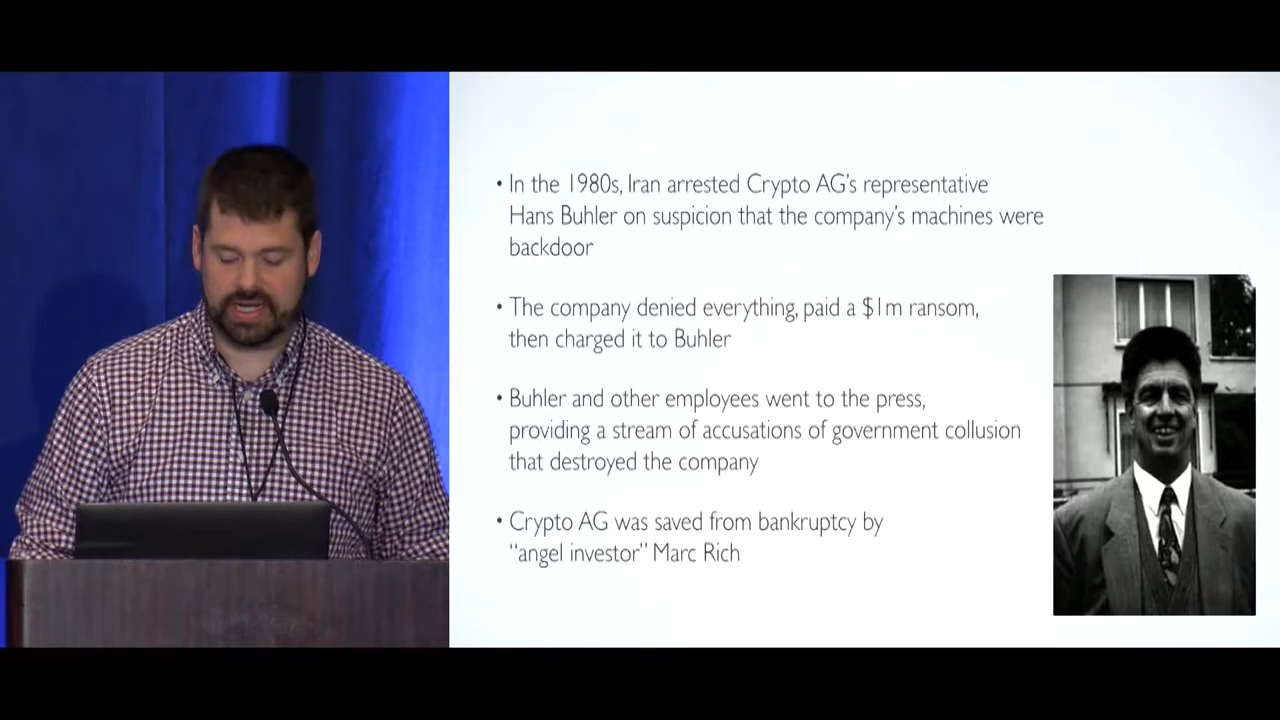 • In the 1980s, Iran arrested Crypto AG's representative
Hans Buhler on suspicion that the company's machines were
backdoor
• The company denied everything, paid a $1m ransom,
then charged it to Buhler
• Buhler and other employees went to the press,
providing a stream of accusations of government collusion
that destroyed the company
• Crypto AG was saved from bankruptcy by
"angel investor" Marc Rich